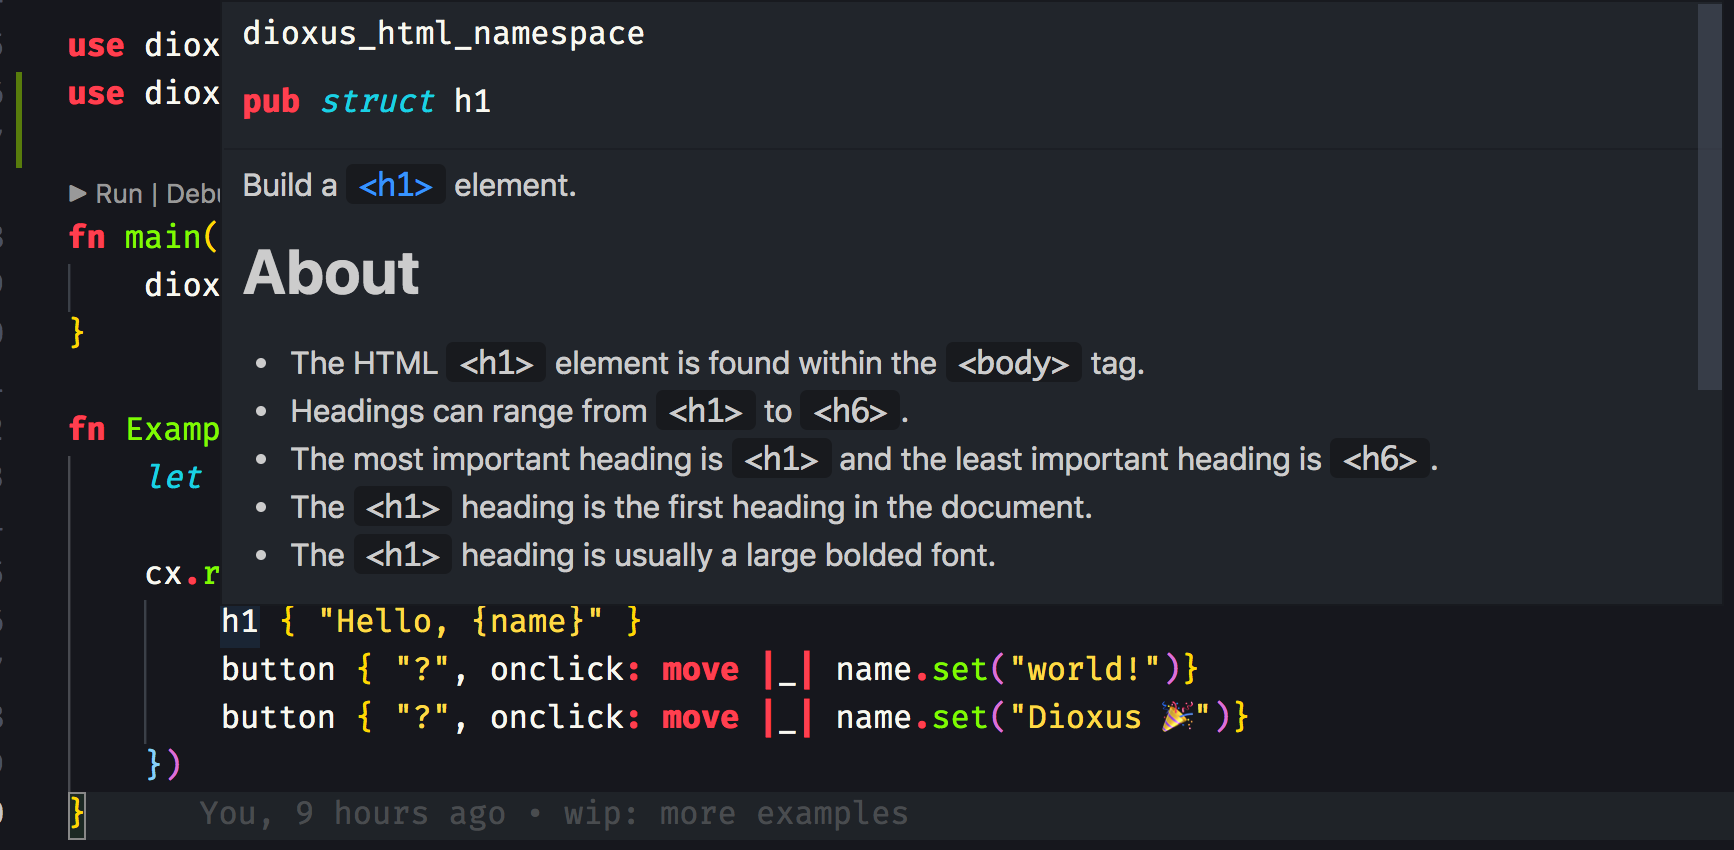 use diox
use diox
▶ Run | Debu
fn main(
diox
}
fn Examp
let
cx.r
dioxus_html_namespace
pub struct h1
Build a <h1> element.
About
• The HTML <h1> element is found within the <body> tag.
• Headings can range from <h1> to <h6>.
• The most important heading is <h1> and the least important heading is <h6>.
• The <h1> heading is the first heading in the document.
• The <h1> heading is usually a large bolded font.
h1 { "Hello, {name}" }
button { "?", onclick: move |_| name.set("world!")}
button { "?", onclick: move |_| name.set("Dioxus 🎉")}
})
} You, 9 hours ago • wip: more examples